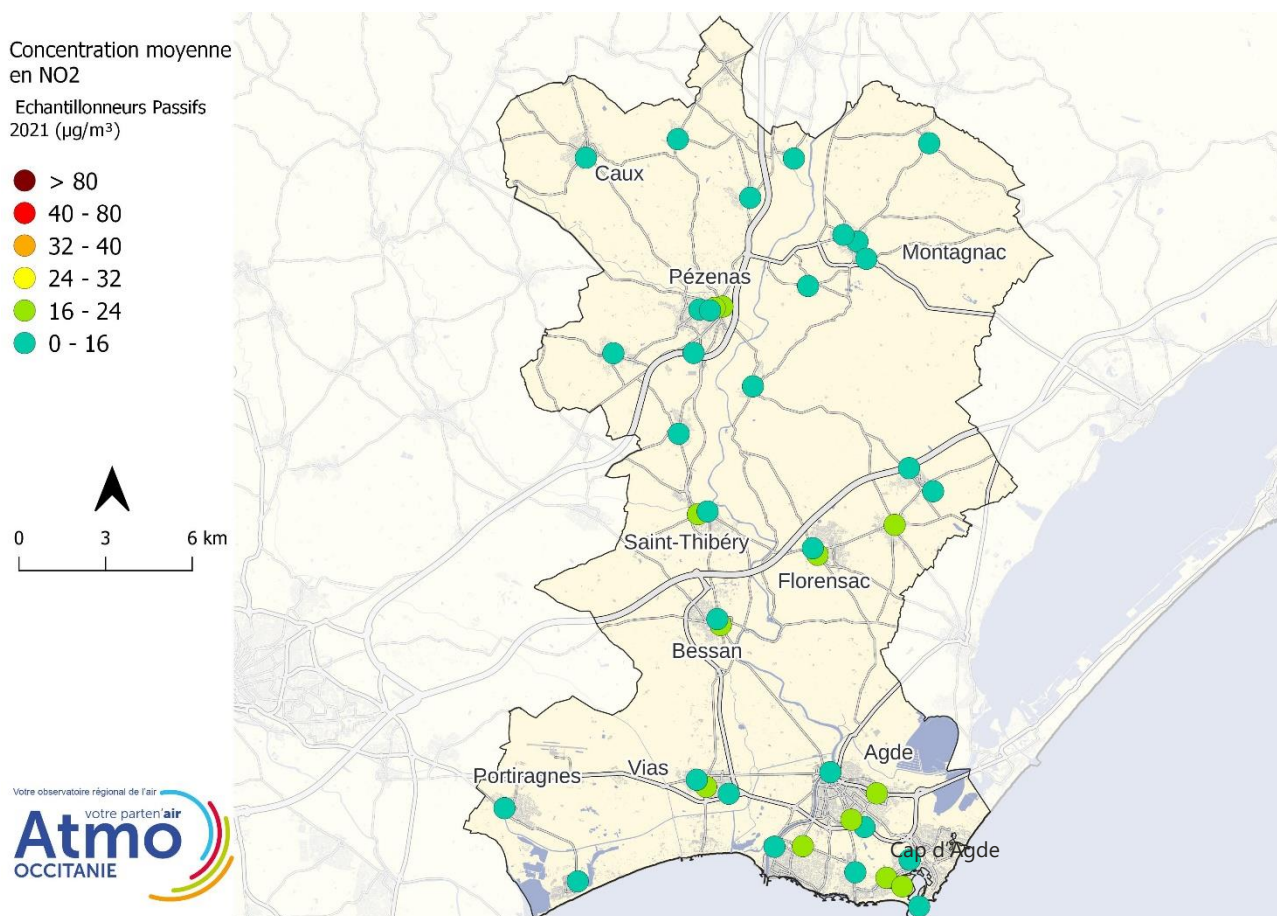 Concentration moyenne
en NO2
Echantillonneurs Passifs
2021 (µg/m³)
> 80
40 - 80
32 - 40
24 - 32
16 - 24
0 - 16
0 3 6 km
Caux
Montagnac
Pézenas
Saint-Thibéry
Florensac
Bessan
Agde
Vias
Portiragnes
Cap d'Agde
Votre observatoire régional de l'air
votre parten'air
Atmo
OCCITANIE